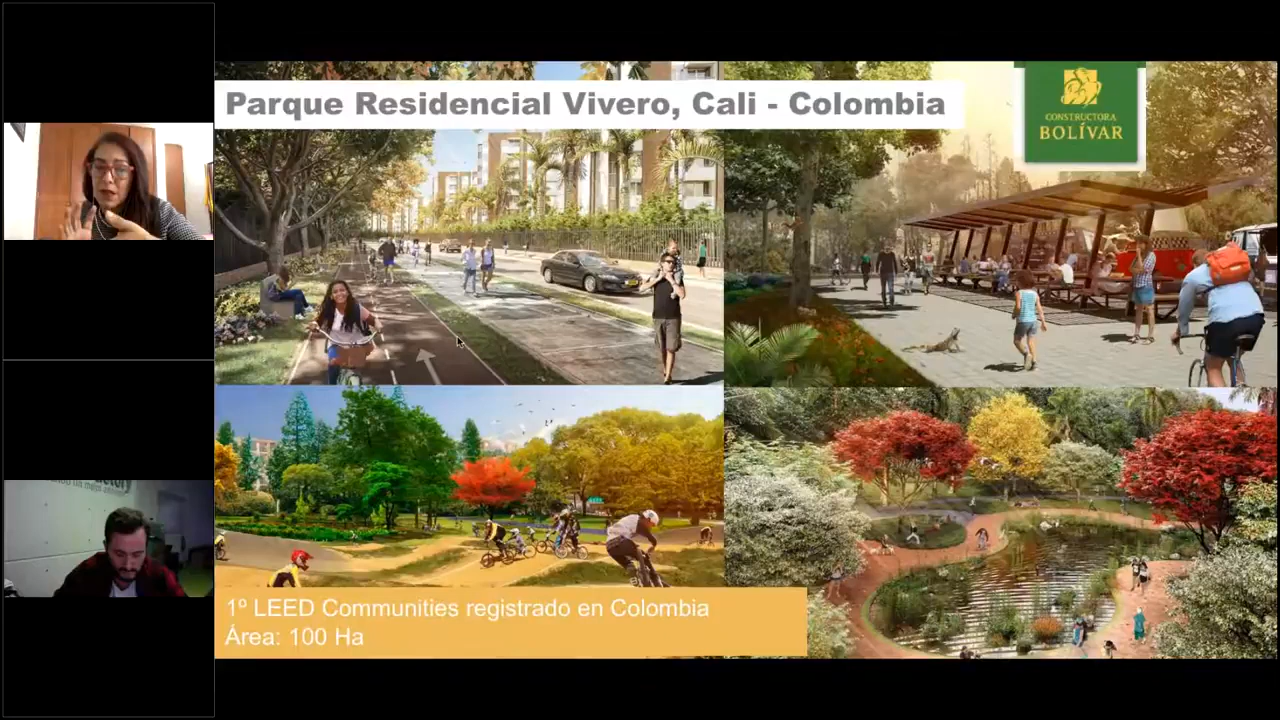 Parque Residencial Vivero, Cali - Colombia
CONSTRUCTORA
BOLÍVAR
1º LEED Communities registrado en Colombia
Área: 100 Ha